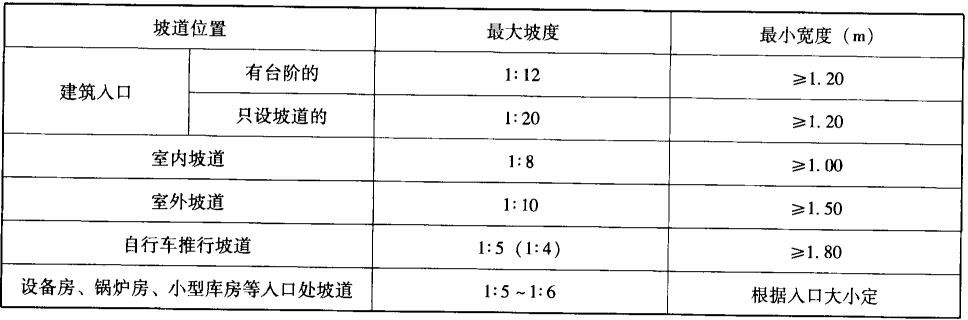 坡道位置 最大坡度 最小宽度(m)
建筑入口 有台阶的 1:12 ≥1.20
只设坡道的 1:20 ≥1.20
室内坡道 1:8 ≥1.00
室外坡道 1:10 ≥1.50
自行车推行坡道 1:5(1:4) ≥1.80
设备房、锅炉房、小型库房等入口处坡道 1:5~1:6 根据入口大小定